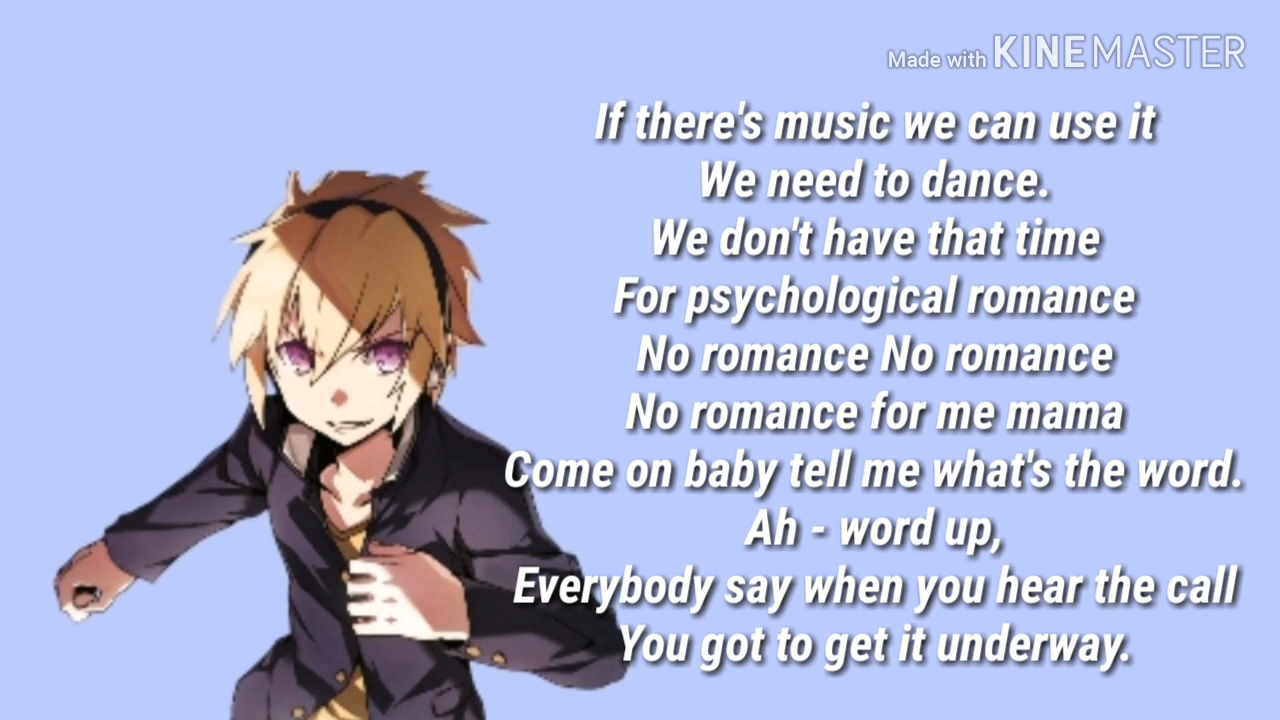 Made with KINEMASTER
If there's music we can use it
We need to dance.
We don't have that time
For psychological romance
No romance No romance
No romance for me mama
Come on baby tell me what's the word.
Ah - word up,
Everybody say when you hear the call
You got to get it underway.